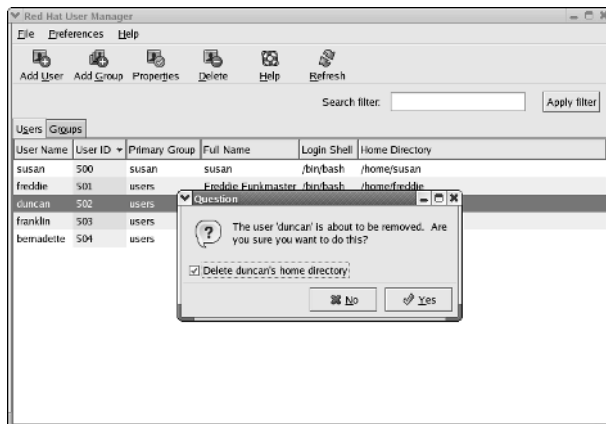 Red Hat User Manager
File Preferences Help
Add User Add Group Properties Delete Help Refresh
Search filter: Apply filter
Users Groups
User Name User ID Primary Group Full Name Login Shell Home Directory
susan 500 susan susan /bin/bash /home/susan
freddie 501 users Freddie Funkmaster /bin/bash /home/freddie
duncan 502 users
franklin 503 users
bernadette 504 users
Question
The user 'duncan' is about to be removed. Are
you sure you want to do this?
Delete duncan's home directory
No Yes